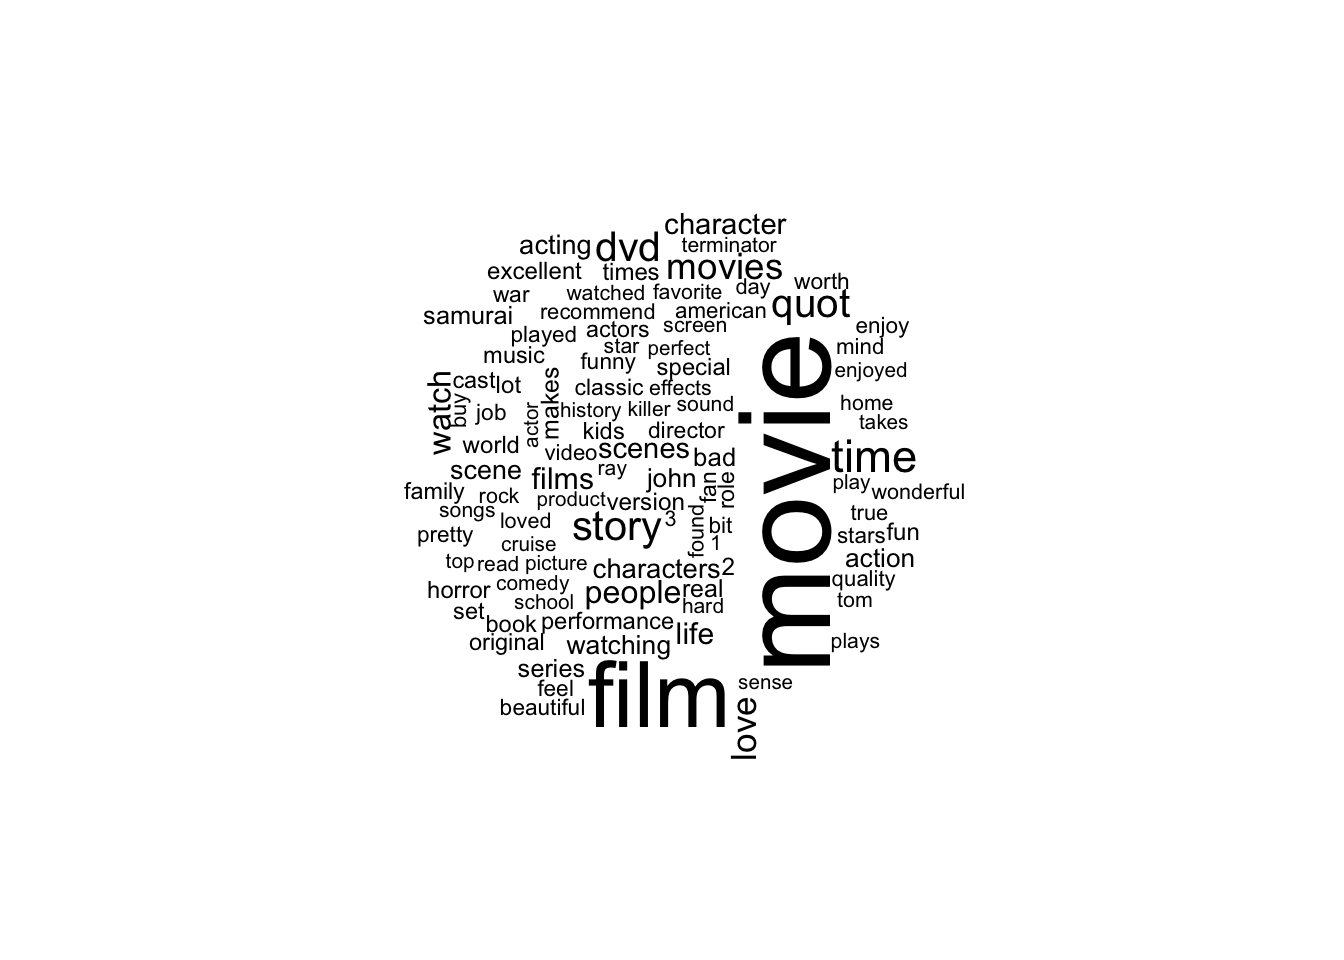 character
acting
dvd
terminator
excellent
times
movies
worth
war
watched
favorite
day
quot
samurai
recommend
american
played
actors
screen
enjoy
music
star
perfect
mind
funny
special
enjoyed
watch
cast
lot
makes
classic
effects
movie
buy
job
actor
history
killer
sound
home
takes
world
kids
director
video
scenes
bad
time
scene
films
ray
john
fan
role
play
wonderful
family
rock
product
version
songs
loved
story
3
found
bit
true
pretty
cruise
1
stars
fun
top
read
picture
characters
2
action
horror
comedy
people
real
quality
school
hard
tom
set
book
performance
life
original
watching
plays
series
film
sense
feel
beautiful
love